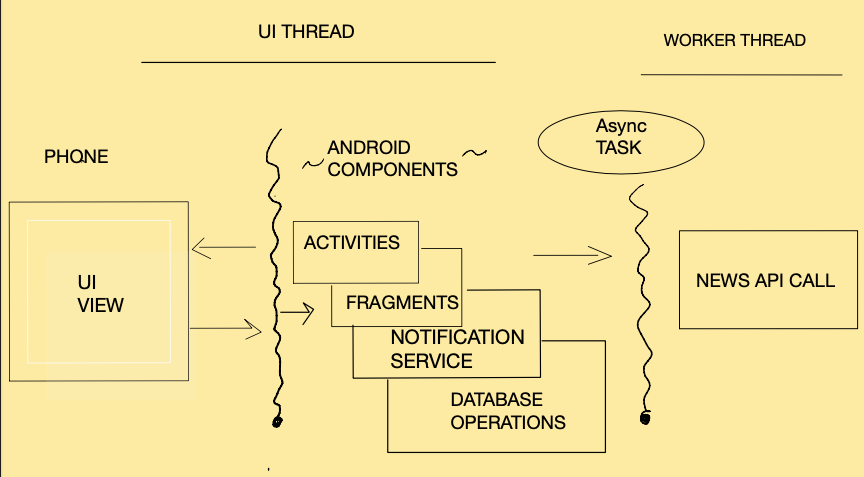 UI THREAD
WORKER THREAD
Async
TASK
PHONE
ANDROID
COMPONENTS
ACTIVITIES
UI
VIEW
FRAGMENTS
NEWS API CALL
NOTIFICATION
SERVICE
DATABASE
OPERATIONS